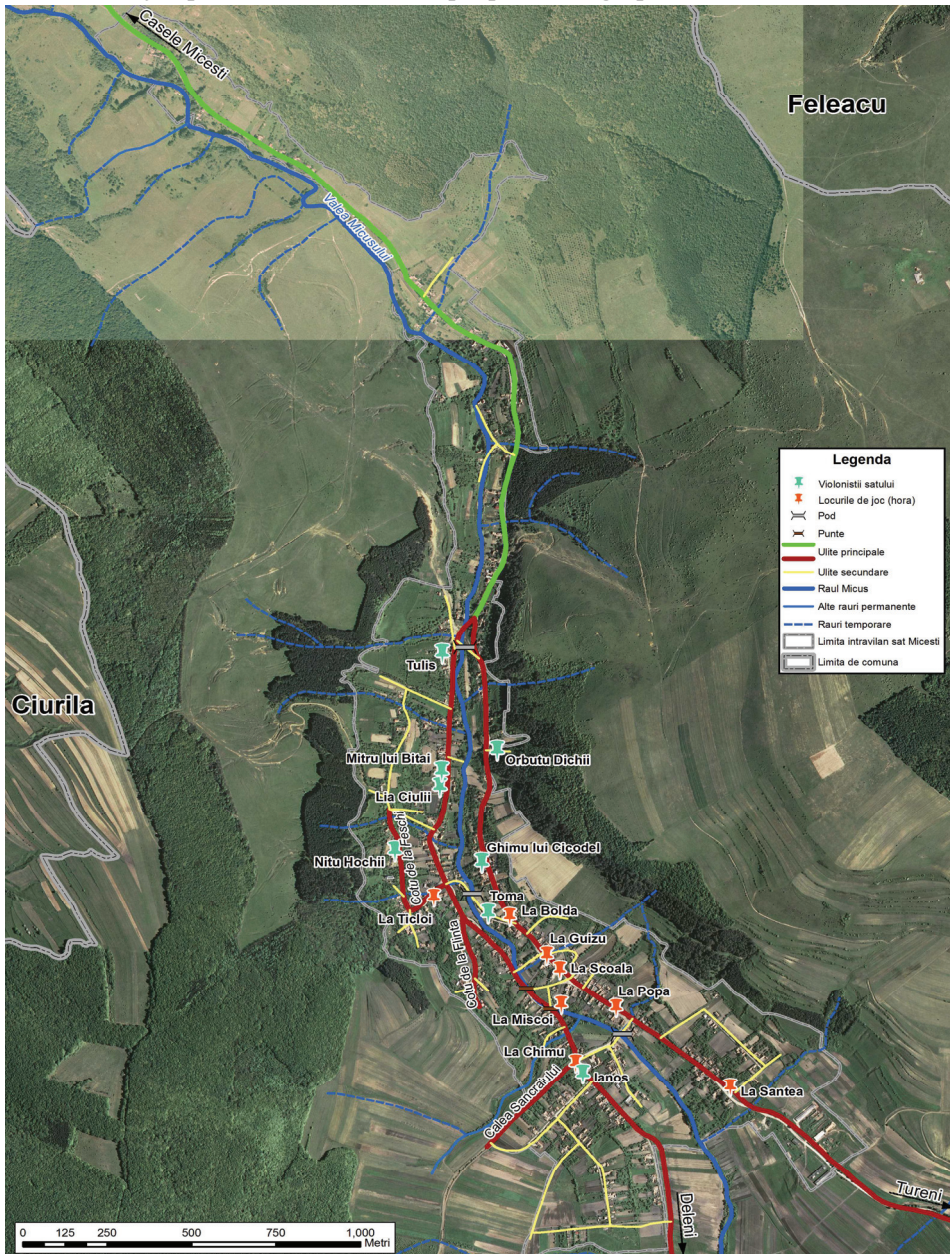 Casele Micesti
Feleacu
Valea Micusului
Legenda
Violonistii satului
Locurile de joc (hora)
Pod
Punte
Ulite principale
Ulite secundare
Raul Micus
Alte rauri permanente
Rauri temporare
Limita intravilan sat Micesti
Limita de comuna
Tulis
Ciurila
Orbutu Dichii
Mitru lui Bitai
Lia Ciulii
Colu de la Feschi
Ghimu lui Cicodel
Nitu Hochii
Toma
La Bolda
La Ticloi
La Guizu
Colu de la Flinta
La Scoala
La Popa
La Miscoi
La Chimu
Ianos
La Santea
Calea Sancraiului
Tureni
Deleni
0 125 250 500 750 1,000
Metri